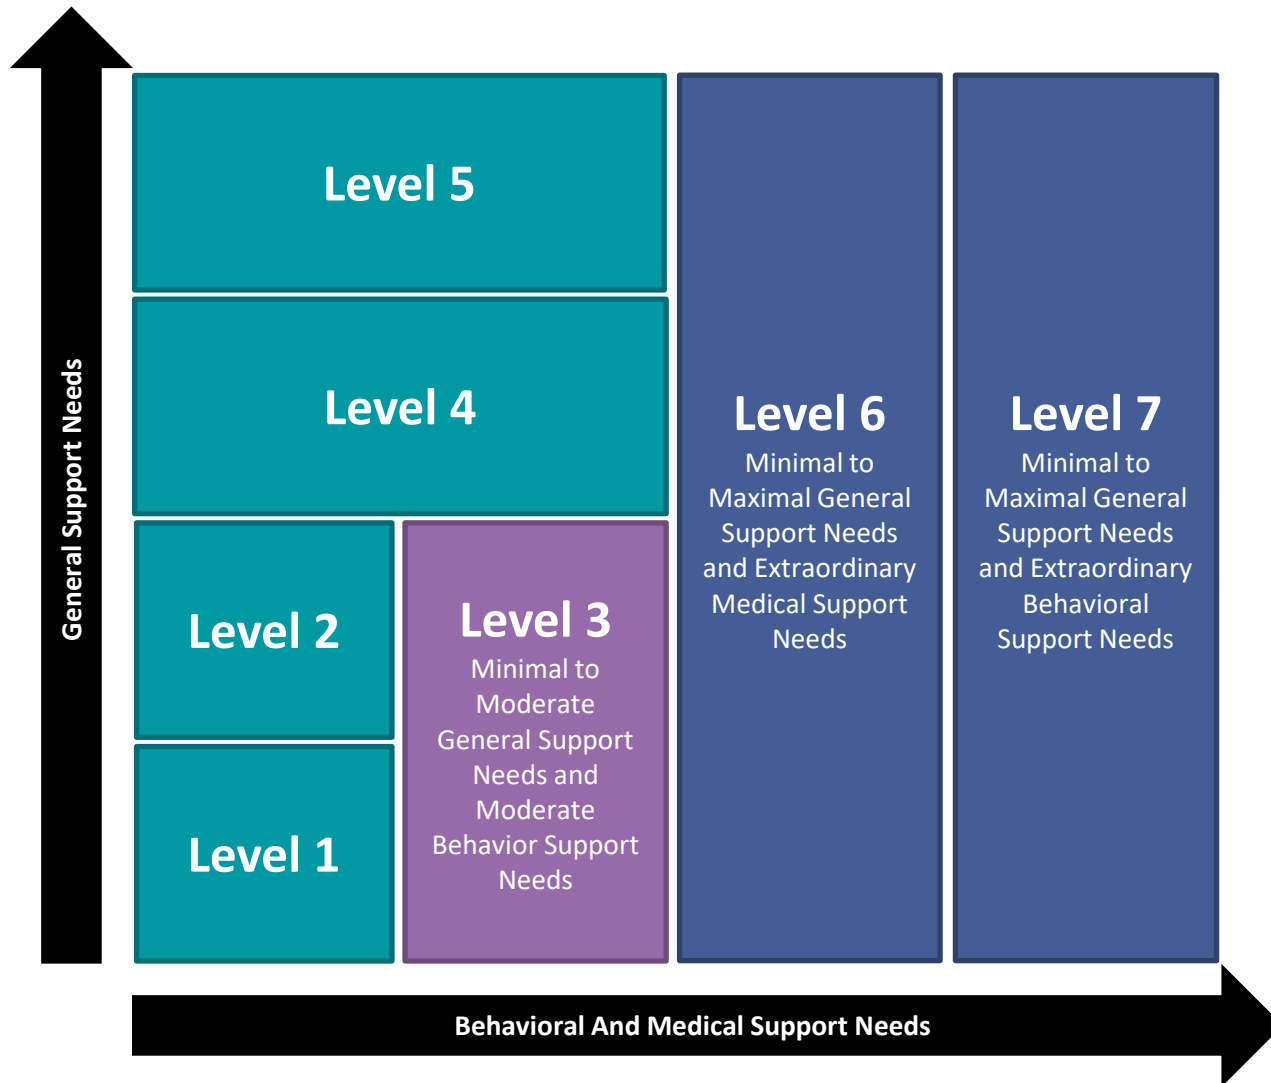 General Support Needs
Level 5
Level 4
Level 2
Level 1
Level 3
Minimal to
Moderate
General Support
Needs and
Moderate
Behavior Support
Needs
Level 6
Minimal to
Maximal General
Support Needs
and Extraordinary
Medical Support
Needs
Level 7
Minimal to
Maximal General
Support Needs
and Extraordinary
Behavioral
Support Needs
Behavioral And Medical Support Needs